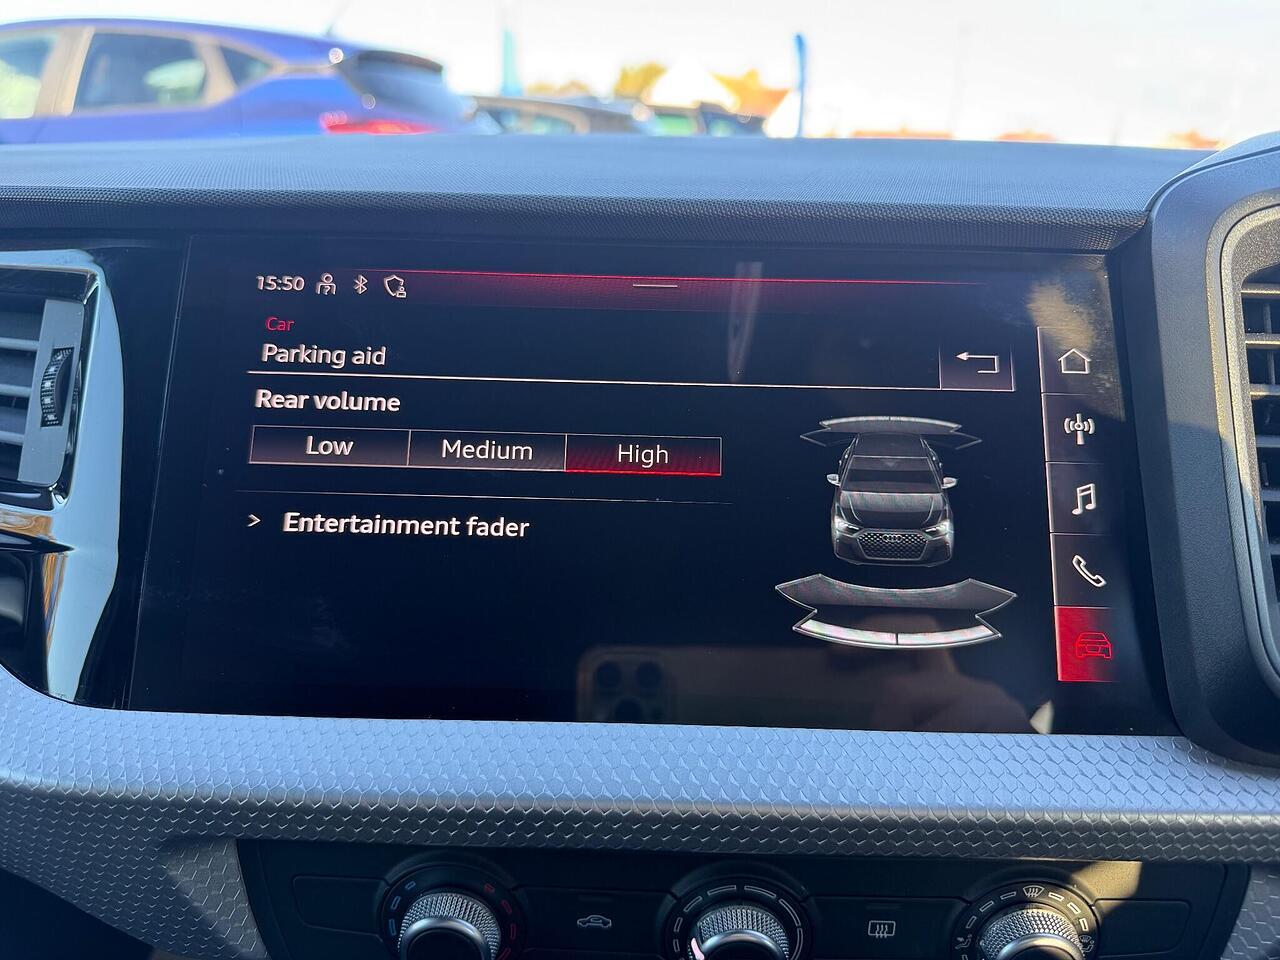 15:50
Car
Parking aid
Rear volume
Low Medium High
> Entertainment fader